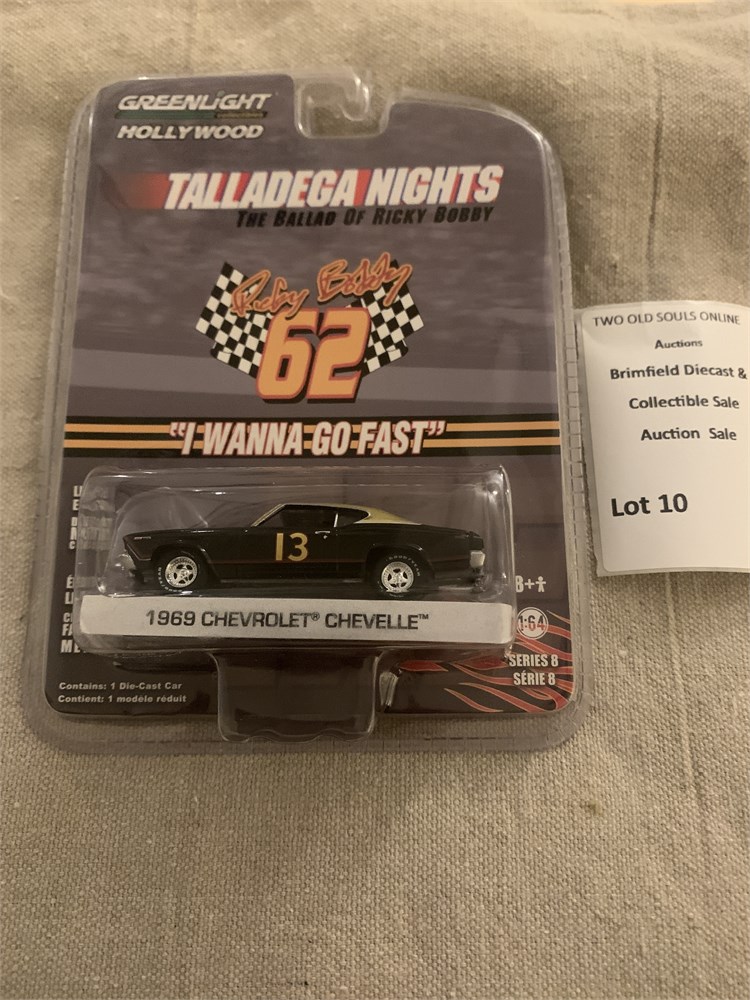 GREENLiGHT
collectibles
HOLLYWOOD
TALLADEGA NIGHTS
THE BALLAD OF RICKY BOBBY
Ricky Bobby
62
"I WANNA GO FAST"
13
1969 CHEVROLET® CHEVELLE™
8+
1:64
SERIES 8
SÉRIE 8
Contains: 1 Die-Cast Car
Contient: 1 modèle réduit
TWO OLD SOULS ONLINE
Auctions
Brimfield Diecast &
Collectible Sale
Auction Sale
Lot 10